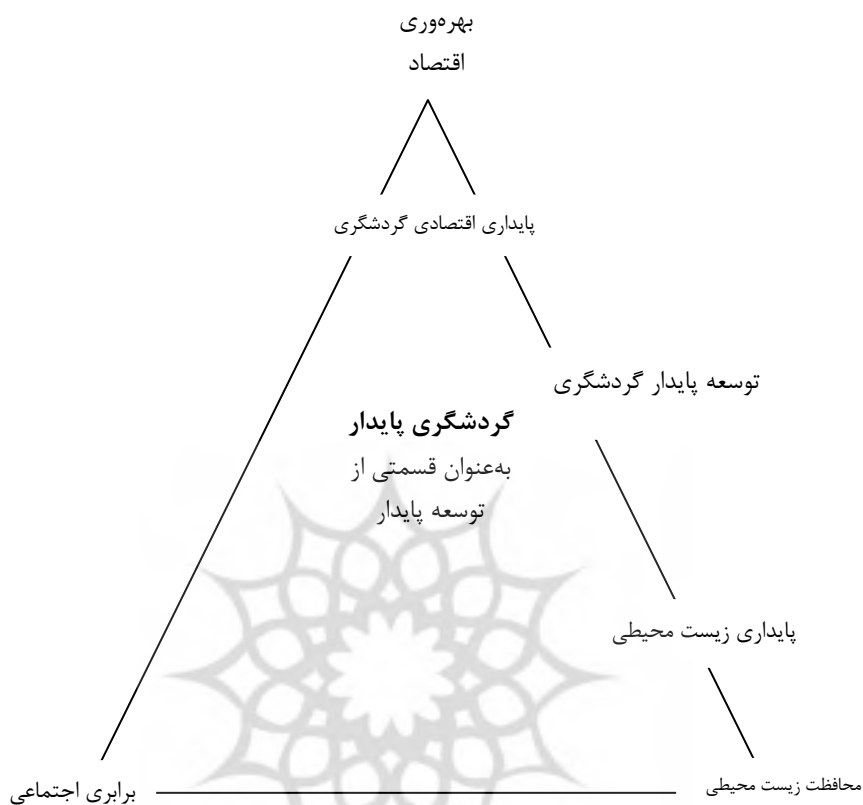 بهره‌وری
اقتصاد
پایداری اقتصادی گردشگری
توسعه پایدار گردشگری
گردشگری پایدار
به‌عنوان قسمتی از
توسعه پایدار
پایداری زیست محیطی
محافظت زیست محیطی
برابری اجتماعی